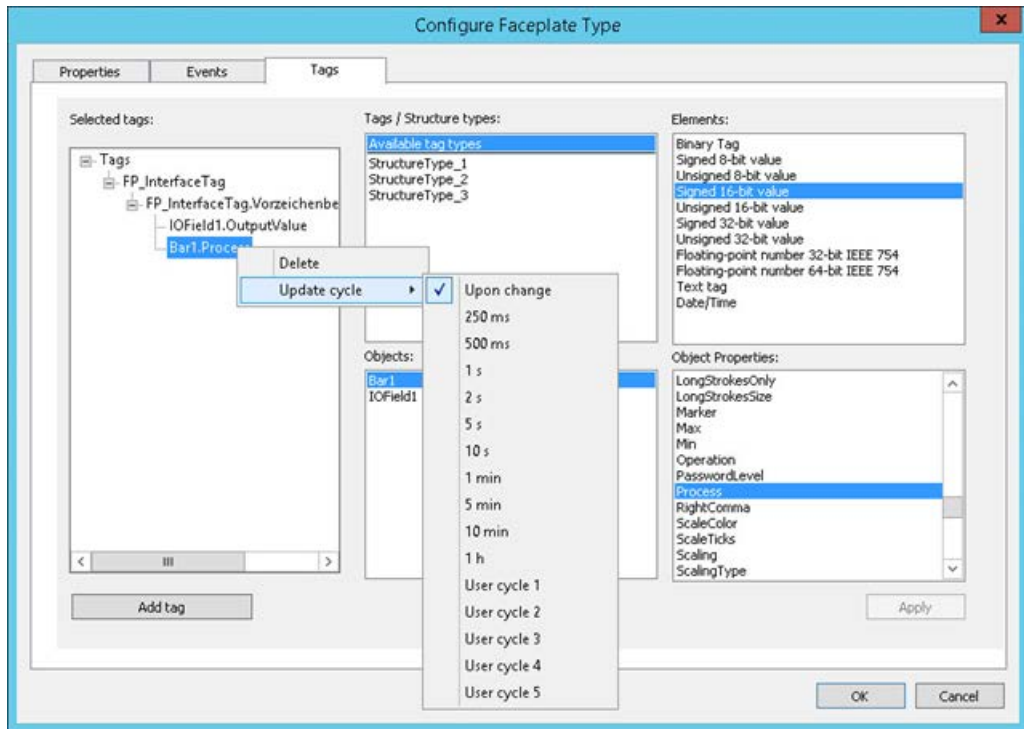 Configure Faceplate Type
x
Properties
Events
Tags
Selected tags:
Tags
FP_InterfaceTag
FP_InterfaceTag.Vorzeichenbe
IOField1.OutputValue
Bar1.Proces
Delete
Update cycle
Upon change
250 ms
500 ms
1 s
2 s
5 s
10 s
1 min
5 min
10 min
1 h
User cycle 1
User cycle 2
User cycle 3
User cycle 4
User cycle 5
Add tag
Tags / Structure types:
Available tag types
StructureType_1
StructureType_2
StructureType_3
Objects:
Bar1
IOField1
Elements:
Binary Tag
Signed 8-bit value
Unsigned 8-bit value
Signed 16-bit value
Unsigned 16-bit value
Signed 32-bit value
Unsigned 32-bit value
Floating-point number 32-bit IEEE 754
Floating-point number 64-bit IEEE 754
Text tag
Date/Time
Object Properties:
LongStrokesOnly
LongStrokesSize
Marker
Max
Min
Operation
PasswordLevel
Process
RightComma
ScaleColor
ScaleTicks
Scaling
ScalingType
Apply
OK
Cancel